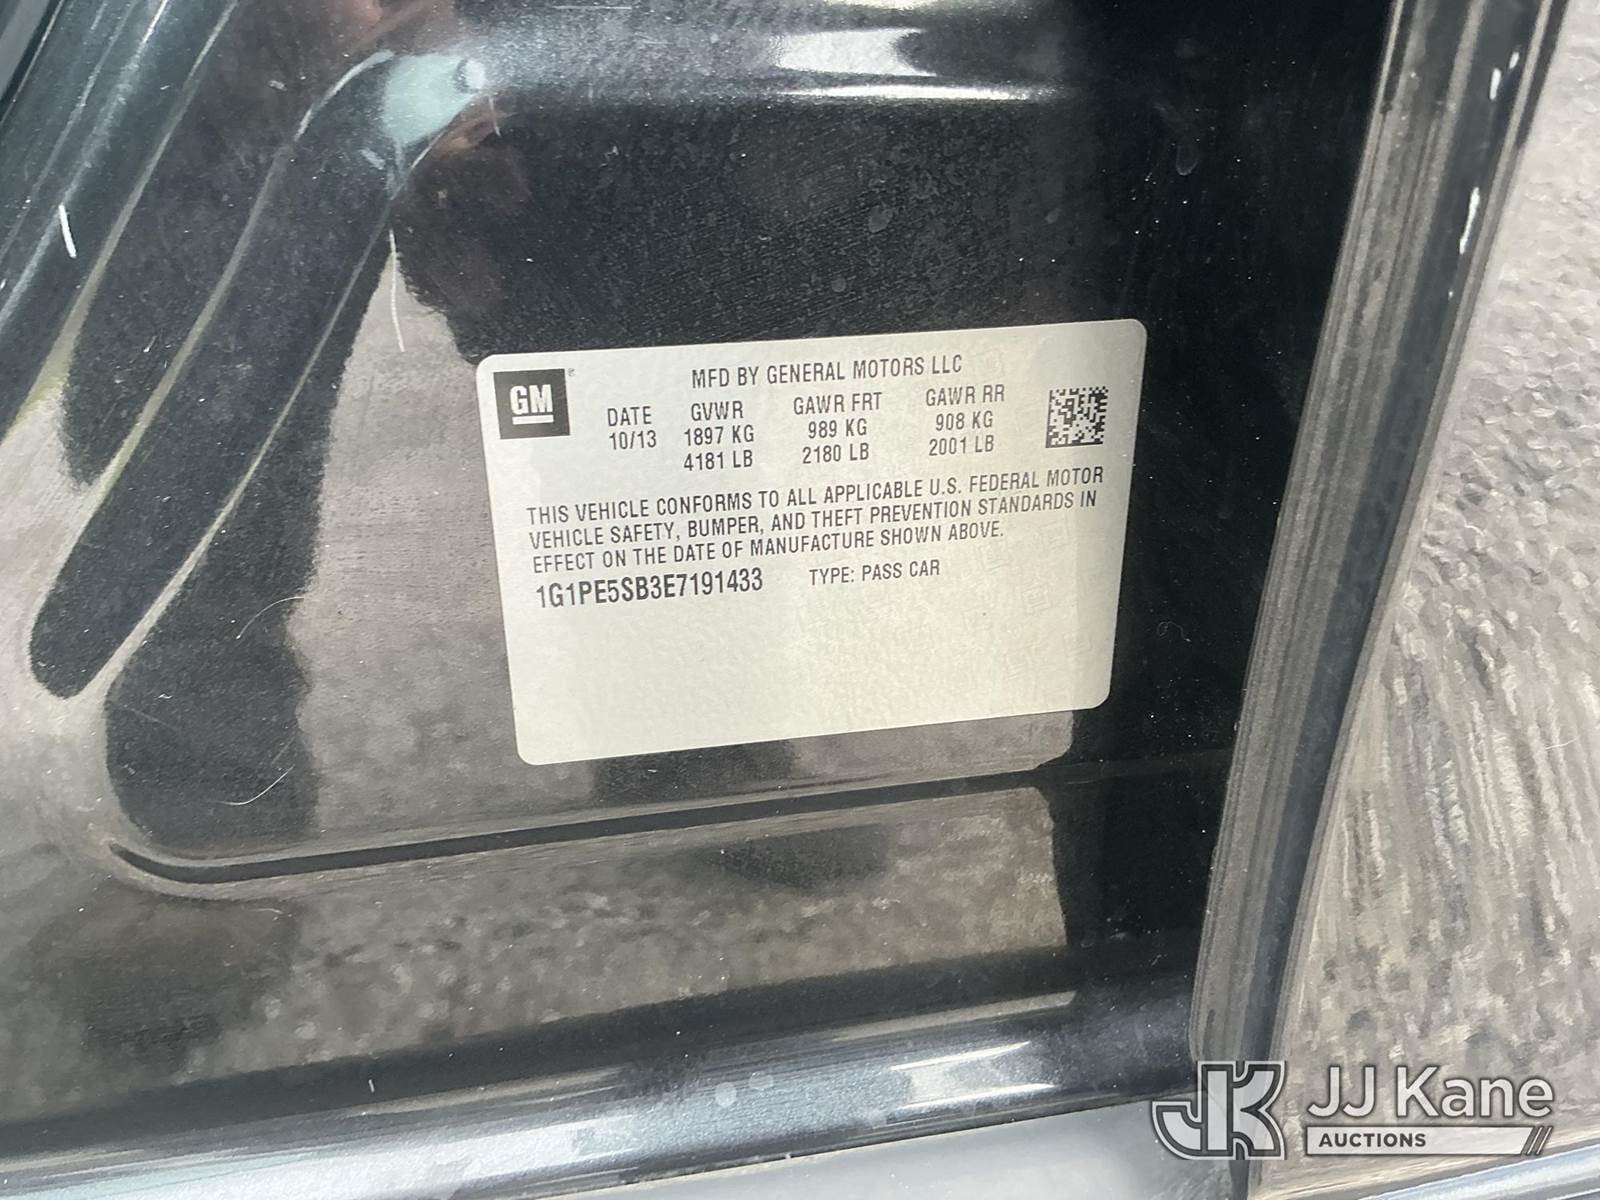 GM
MFD BY GENERAL MOTORS LLC
DATE GVWR GAWR FRT GAWR RR
10/13 1897 KG 989 KG 908 KG
4181 LB 2180 LB 2001 LB
THIS VEHICLE CONFORMS TO ALL APPLICABLE U.S. FEDERAL MOTOR
VEHICLE SAFETY, BUMPER, AND THEFT PREVENTION STANDARDS IN
EFFECT ON THE DATE OF MANUFACTURE SHOWN ABOVE.
1G1PE5SB3E7191433 TYPE: PASS CAR
JK JJ Kane
AUCTIONS